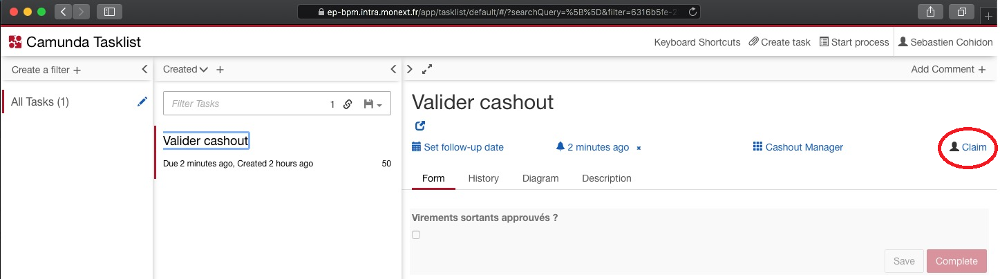 ep-bpm.intra.monext.fr/app/tasklist/default/#/?searchQuery=%5B%5D&filter=6316b5fe-2
Camunda Tasklist
Keyboard Shortcuts Create task Start process Sebastien Cohidon
Create a filter +
Created +
Add Comment +
All Tasks (1)
Filter Tasks 1
Valider cashout
Due 2 minutes ago, Created 2 hours ago 50
Valider cashout
Set follow-up date 2 minutes ago × Cashout Manager Claim
Form History Diagram Description
Virements sortants approuvés ?
Save Complete